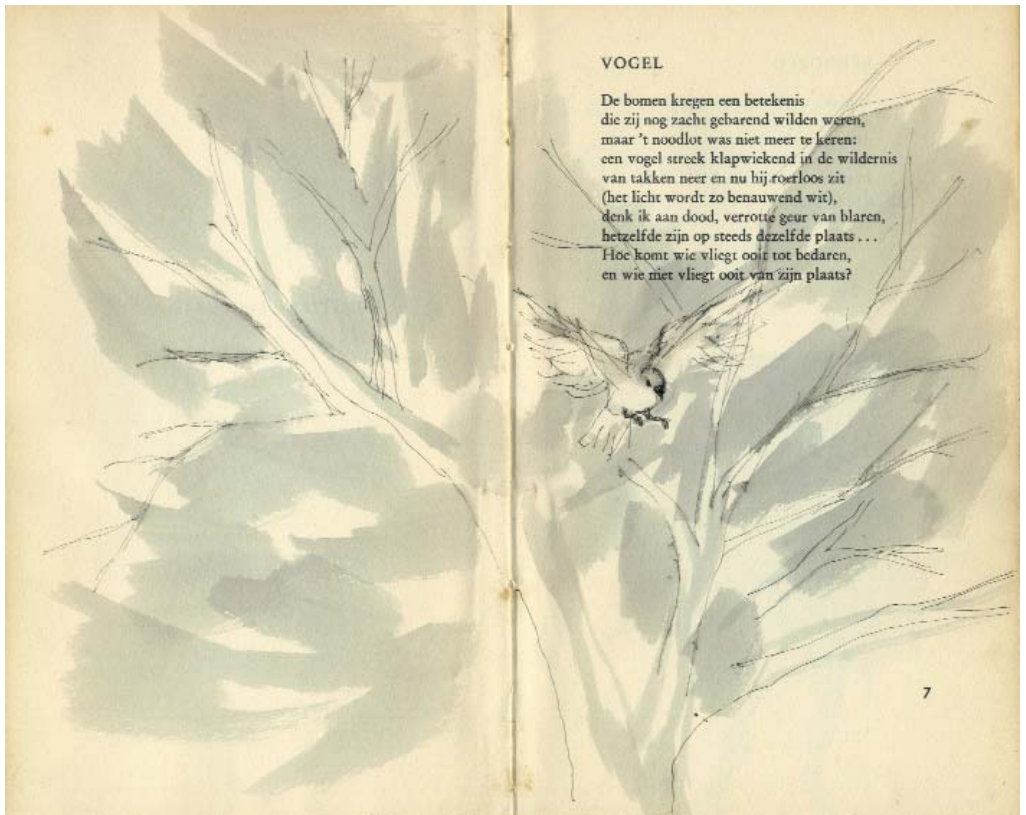 VOGEL
De bomen kregen een betekenis
die zij nog zacht gebarend wilden weren,
maar 't noodlot was niet meer te keren:
een vogel streek klapwiekend in de wildernis
van takken neer en nu hij roerloos zit
(het licht wordt zo benauwend wit),
denk ik aan dood, verrotte geur van blaren,
hetzelfde zijn op steeds dezelfde plaats . . .
Hoe komt wie vliegt ooit tot bedaren,
en wie niet vliegt ooit van zijn plaats?
7